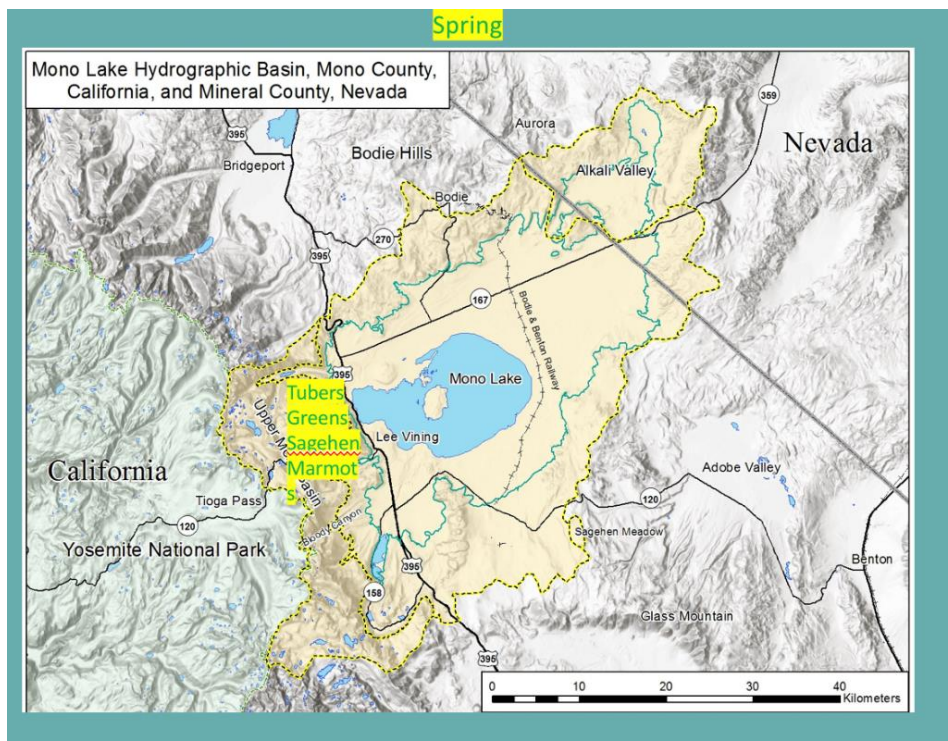 Spring
Mono Lake Hydrographic Basin, Mono County,
California, and Mineral County, Nevada
359
Aurora
395
Nevada
Bridgeport
Bodie Hills
Alkali Valley
Bodie
270
395
167
Bodie & Benton Railway
395
Mono Lake
Tubers
Greens
Sagehen
Marmot
s
Upper Mo
Basin
Lee Vining
California
Adobe Valley
Tioga Pass
120
120
Bloody Canyon
Sagehen Meadow
Yosemite National Park
395
Benton
158
Glass Mountain
395
0 10 20 30 40
Kilometers